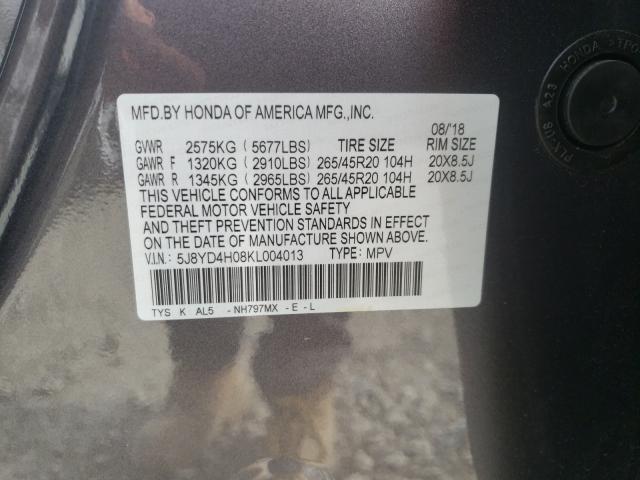 MFD.BY HONDA OF AMERICA MFG.,INC.
08/'18
GVWR 2575KG ( 5677LBS) TIRE SIZE RIM SIZE
GAWR F 1320KG ( 2910LBS) 265/45R20 104H 20X8.5J
GAWR R 1345KG ( 2965LBS) 265/45R20 104H 20X8.5J
THIS VEHICLE CONFORMS TO ALL APPLICABLE
FEDERAL MOTOR VEHICLE SAFETY
AND THEFT PREVENTION STANDARDS IN EFFECT
ON THE DATE OF MANUFACTURE SHOWN ABOVE.
V.I.N.: 5J8YD4H08KL004013 TYPE: MPV
TYS K AL5 -NH797MX -E-L
A23 HONDA